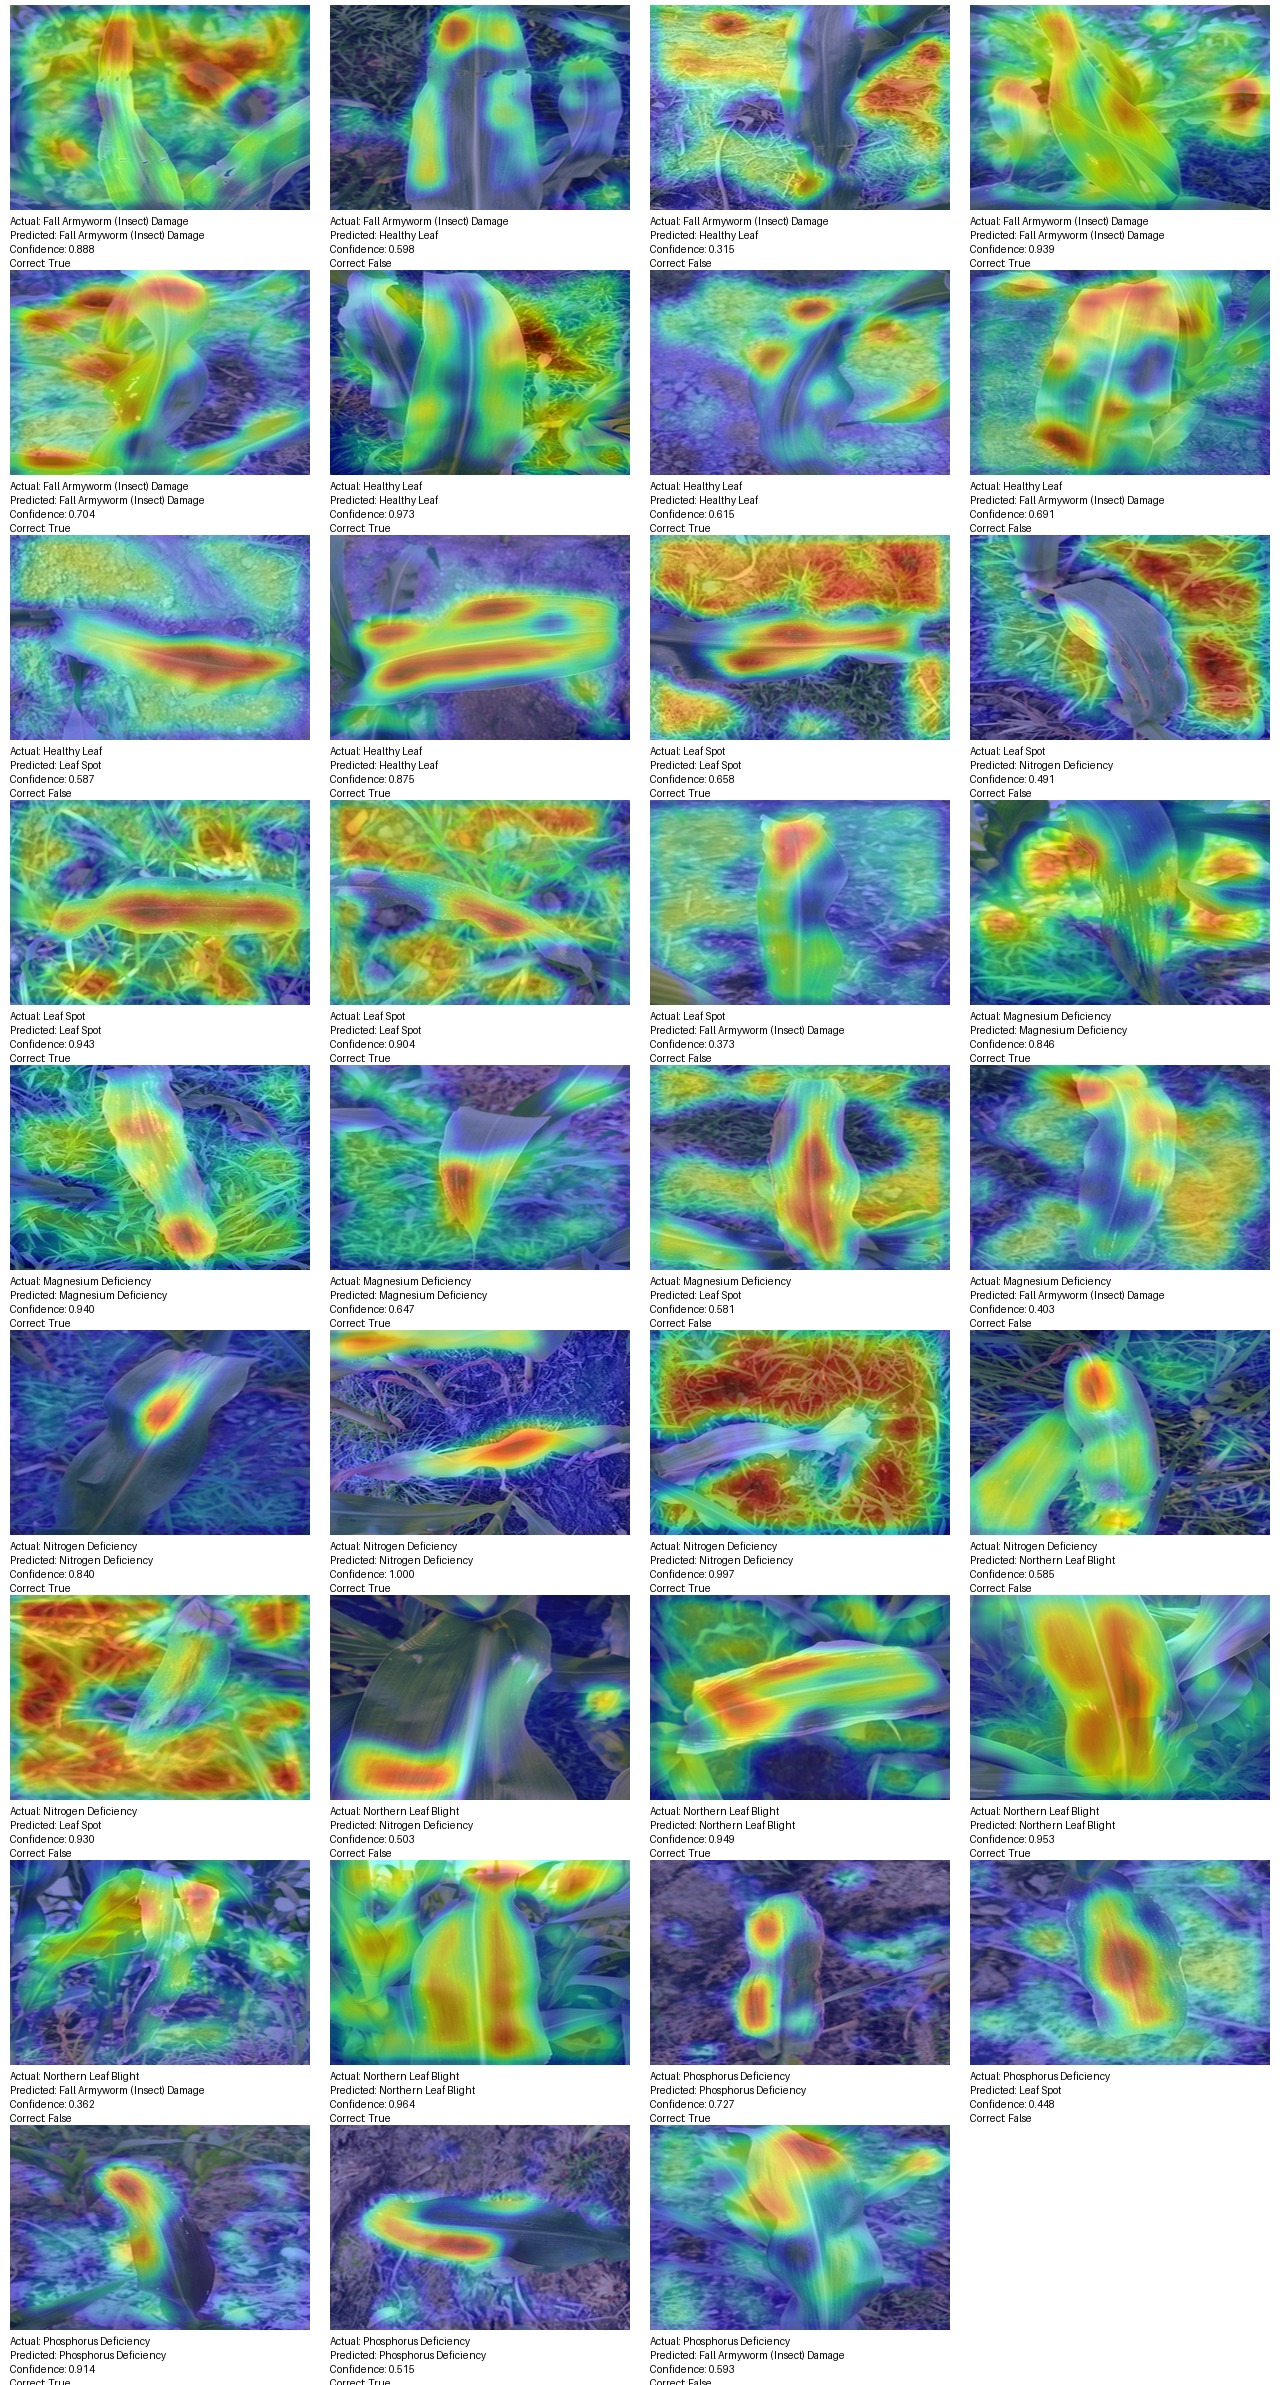 Actual: Fall Armyworm (Insect) Damage
Predicted: Fall Armyworm (Insect) Damage
Confidence: 0.888
Correct: True
Actual: Fall Armyworm (Insect) Damage
Predicted: Healthy Leaf
Confidence: 0.598
Correct: False
Actual: Fall Armyworm (Insect) Damage
Predicted: Healthy Leaf
Confidence: 0.315
Correct: False
Actual: Fall Armyworm (Insect) Damage
Predicted: Fall Armyworm (Insect) Damage
Confidence: 0.939
Correct: True
Actual: Fall Armyworm (Insect) Damage
Predicted: Fall Armyworm (Insect) Damage
Confidence: 0.704
Correct: True
Actual: Healthy Leaf
Predicted: Healthy Leaf
Confidence: 0.973
Correct: True
Actual: Healthy Leaf
Predicted: Healthy Leaf
Confidence: 0.615
Correct: True
Actual: Healthy Leaf
Predicted: Fall Armyworm (Insect) Damage
Confidence: 0.691
Correct: False
Actual: Healthy Leaf
Predicted: Leaf Spot
Confidence: 0.587
Correct: False
Actual: Healthy Leaf
Predicted: Healthy Leaf
Confidence: 0.875
Correct: True
Actual: Leaf Spot
Predicted: Leaf Spot
Confidence: 0.658
Correct: True
Actual: Leaf Spot
Predicted: Nitrogen Deficiency
Confidence: 0.491
Correct: False
Actual: Leaf Spot
Predicted: Leaf Spot
Confidence: 0.943
Correct: True
Actual: Leaf Spot
Predicted: Leaf Spot
Confidence: 0.904
Correct: True
Actual: Leaf Spot
Predicted: Fall Armyworm (Insect) Damage
Confidence: 0.373
Correct: False
Actual: Magnesium Deficiency
Predicted: Magnesium Deficiency
Confidence: 0.846
Correct: True
Actual: Magnesium Deficiency
Predicted: Magnesium Deficiency
Confidence: 0.940
Correct: True
Actual: Magnesium Deficiency
Predicted: Magnesium Deficiency
Confidence: 0.647
Correct: True
Actual: Magnesium Deficiency
Predicted: Leaf Spot
Confidence: 0.581
Correct: False
Actual: Magnesium Deficiency
Predicted: Fall Armyworm (Insect) Damage
Confidence: 0.403
Correct: False
Actual: Nitrogen Deficiency
Predicted: Nitrogen Deficiency
Confidence: 0.840
Correct: True
Actual: Nitrogen Deficiency
Predicted: Nitrogen Deficiency
Confidence: 1.000
Correct: True
Actual: Nitrogen Deficiency
Predicted: Nitrogen Deficiency
Confidence: 0.997
Correct: True
Actual: Nitrogen Deficiency
Predicted: Northern Leaf Blight
Confidence: 0.585
Correct: False
Actual: Nitrogen Deficiency
Predicted: Leaf Spot
Confidence: 0.930
Correct: False
Actual: Northern Leaf Blight
Predicted: Nitrogen Deficiency
Confidence: 0.503
Correct: False
Actual: Northern Leaf Blight
Predicted: Northern Leaf Blight
Confidence: 0.949
Correct: True
Actual: Northern Leaf Blight
Predicted: Northern Leaf Blight
Confidence: 0.953
Correct: True
Actual: Northern Leaf Blight
Predicted: Fall Armyworm (Insect) Damage
Confidence: 0.362
Correct: False
Actual: Northern Leaf Blight
Predicted: Northern Leaf Blight
Confidence: 0.964
Correct: True
Actual: Phosphorus Deficiency
Predicted: Phosphorus Deficiency
Confidence: 0.727
Correct: True
Actual: Phosphorus Deficiency
Predicted: Leaf Spot
Confidence: 0.448
Correct: False
Actual: Phosphorus Deficiency
Predicted: Phosphorus Deficiency
Confidence: 0.914
Correct: True
Actual: Phosphorus Deficiency
Predicted: Phosphorus Deficiency
Confidence: 0.515
Correct: True
Actual: Phosphorus Deficiency
Predicted: Fall Armyworm (Insect) Damage
Confidence: 0.593
Correct: False